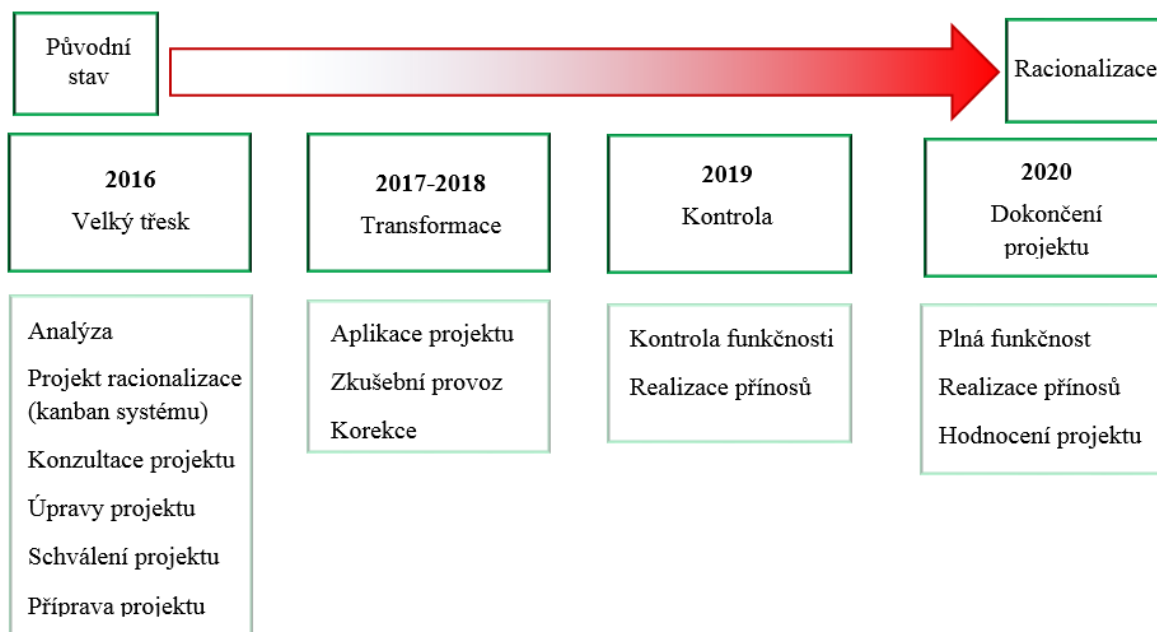 Původní
stav
Racionalizace
2016
Velký třesk
2017-2018
Transformace
2019
Kontrola
2020
Dokončení
projektu
Analýza
Projekt racionalizace
(kanban systému)
Konzultace projektu
Úpravy projektu
Schválení projektu
Příprava projektu
Aplikace projektu
Zkušební provoz
Korekce
Kontrola funkčnosti
Realizace přínosů
Plná funkčnost
Realizace přínosů
Hodnocení projektu